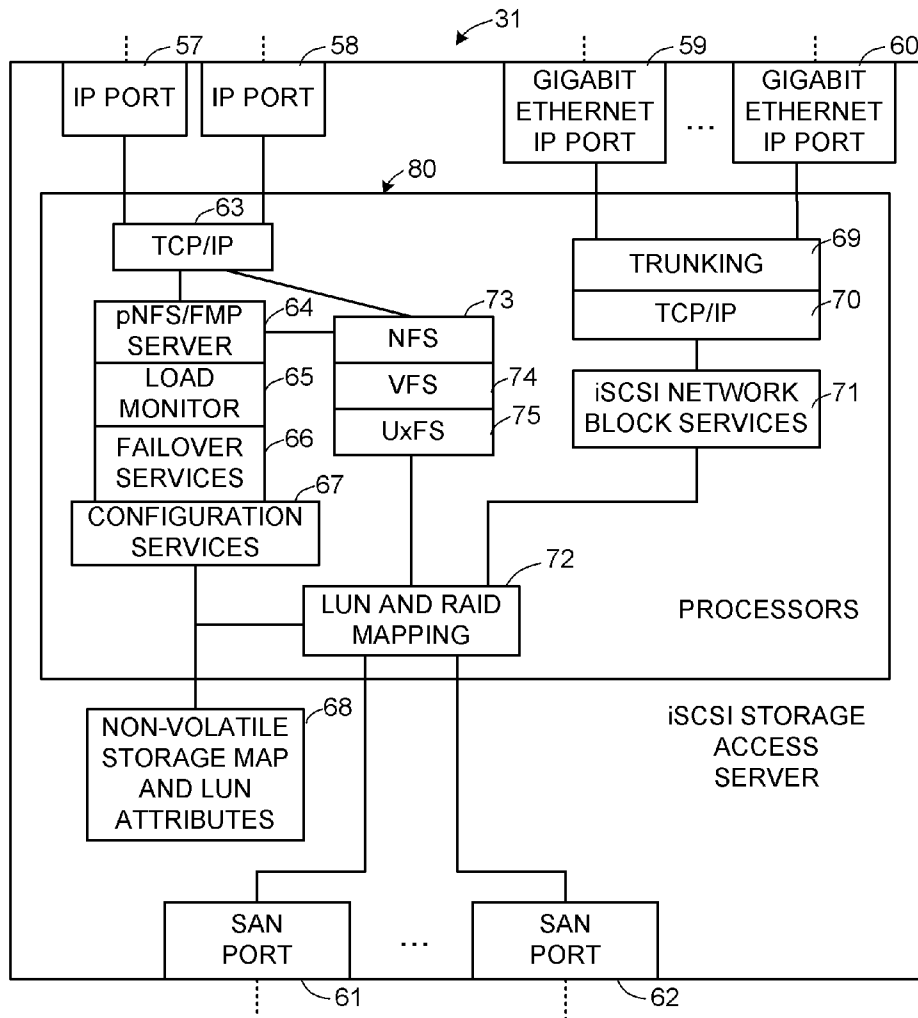 31
57
58
59
60
IP PORT
IP PORT
GIGABIT
ETHERNET
IP PORT
...
GIGABIT
ETHERNET
IP PORT
80
63
TCP/IP
69
TRUNKING
70
TCP/IP
64
pNFS/FMP
SERVER
65
LOAD
MONITOR
66
FAILOVER
SERVICES
67
CONFIGURATION
SERVICES
73
NFS
74
VFS
75
UxFS
71
iSCSI NETWORK
BLOCK SERVICES
72
LUN AND RAID
MAPPING
PROCESSORS
68
NON-VOLATILE
STORAGE MAP
AND LUN
ATTRIBUTES
iSCSI STORAGE
ACCESS
SERVER
SAN
PORT
...
SAN
PORT
61
62